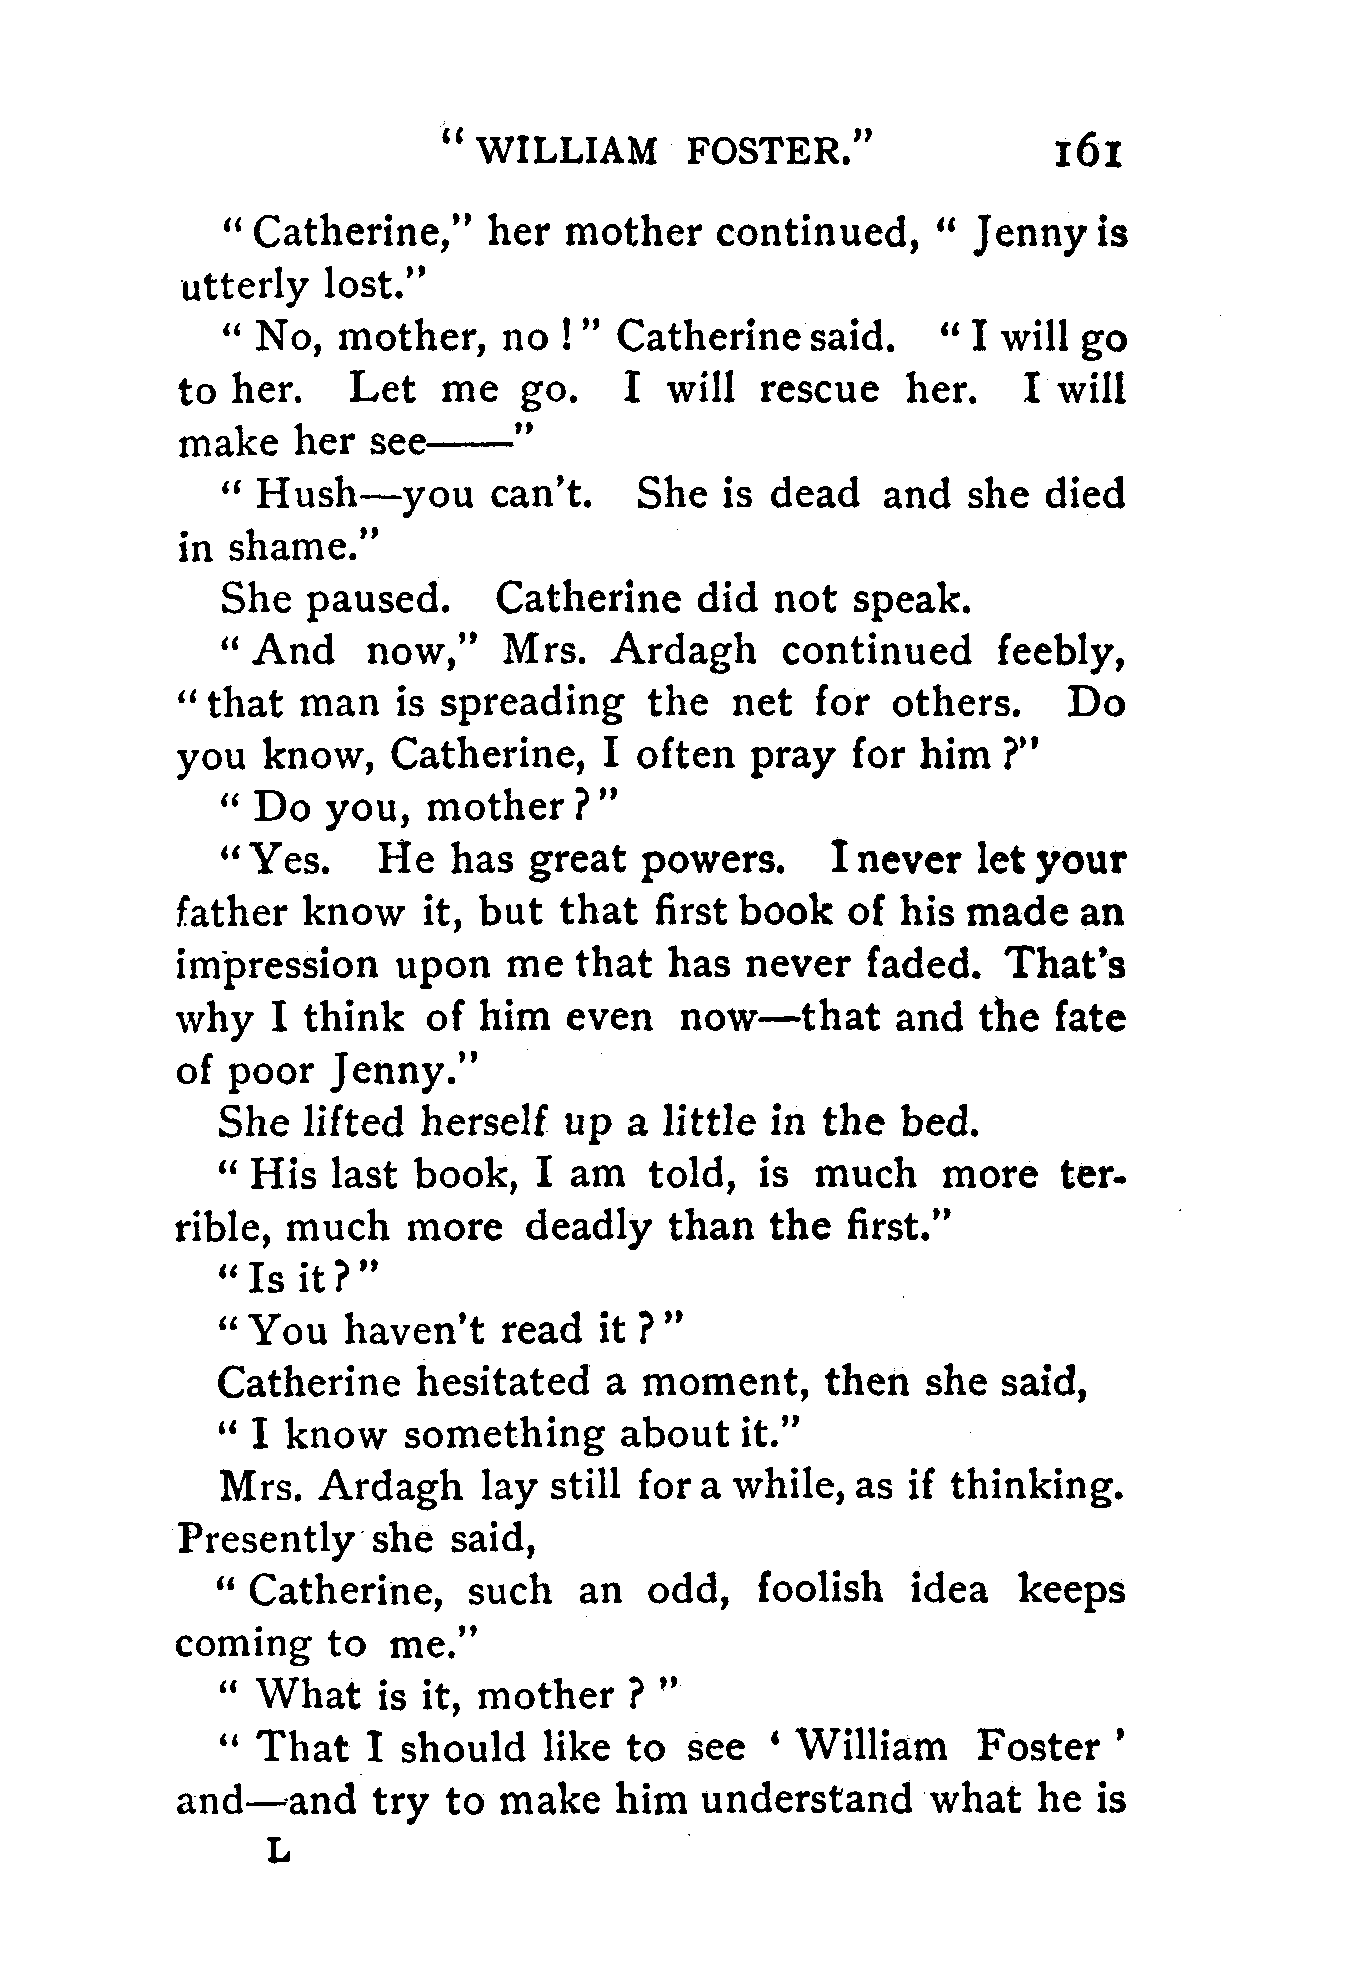 "WILLIAM FOSTER." 161
"Catherine," her mother continued, "Jenny is
utterly lost."
"No, mother, no!" Catherine said. "I will go
to her. Let me go. I will rescue her. I will
make her see——"
"Hush—you can't. She is dead and she died
in shame."
She paused. Catherine did not speak.
"And now," Mrs. Ardagh continued feebly,
"that man is spreading the net for others. Do
you know, Catherine, I often pray for him?"
"Do you, mother?"
"Yes. He has great powers. I never let your
father know it, but that first book of his made an
impression upon me that has never faded. That's
why I think of him even now—that and the fate
of poor Jenny."
She lifted herself up a little in the bed.
"His last book, I am told, is much more ter-
rible, much more deadly than the first."
"Is it?"
"You haven't read it?"
Catherine hesitated a moment, then she said,
"I know something about it."
Mrs. Ardagh lay still for a while, as if thinking.
Presently she said,
"Catherine, such an odd, foolish idea keeps
coming to me."
"What is it, mother?"
"That I should like to see 'William Foster'
and—and try to make him understand what he is
L